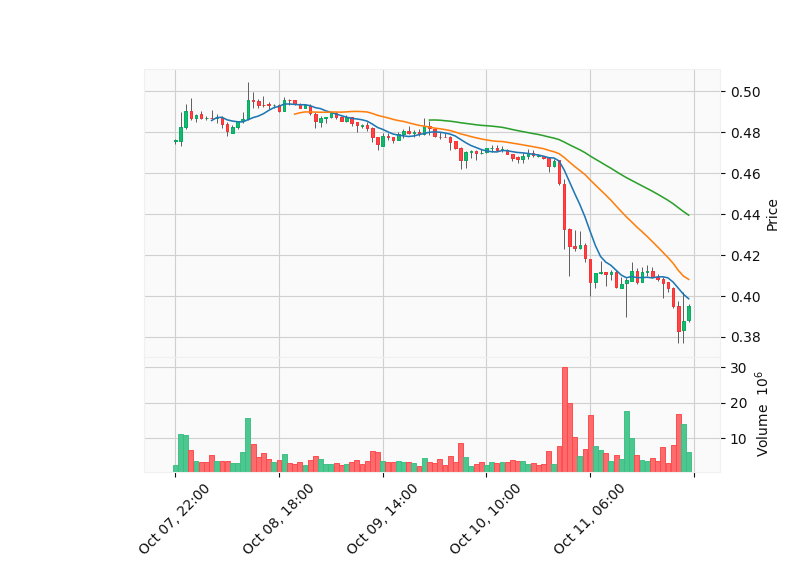 0.50
0.48
0.46
0.44
0.42
0.40
0.38
Price
30
20
10
Volume 10⁶
Oct 07, 22:00
Oct 08, 18:00
Oct 09, 14:00
Oct 10, 10:00
Oct 11, 06:00